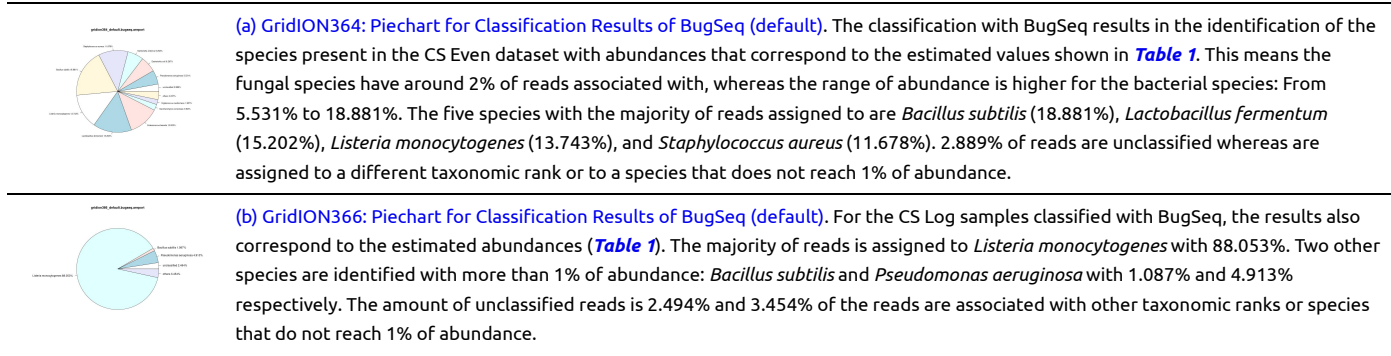 gridion364_default.bugseq.kreport
(a) GridION364: Piechart for Classification Results of BugSeq (default). The classification with BugSeq results in the identification of the
species present in the CS Even dataset with abundances that correspond to the estimated values shown in Table 1. This means the
fungal species have around 2% of reads associated with, whereas the range of abundance is higher for the bacterial species: From
5.531% to 18.881%. The five species with the majority of reads assigned to are Bacillus subtilis (18.881%), Lactobacillus fermentum
(15.202%), Listeria monocytogenes (13.743%), and Staphylococcus aureus (11.678%). 2.889% of reads are unclassified whereas are
assigned to a different taxonomic rank or to a species that does not reach 1% of abundance.
(b) GridION366: Piechart for Classification Results of BugSeq (default). For the CS Log samples classified with BugSeq, the results also
correspond to the estimated abundances (Table 1). The majority of reads is assigned to Listeria monocytogenes with 88.053%. Two other
species are identified with more than 1% of abundance: Bacillus subtilis and Pseudomonas aeruginosa with 1.087% and 4.913%
respectively. The amount of unclassified reads is 2.494% and 3.454% of the reads are associated with other taxonomic ranks or species
that do not reach 1% of abundance.